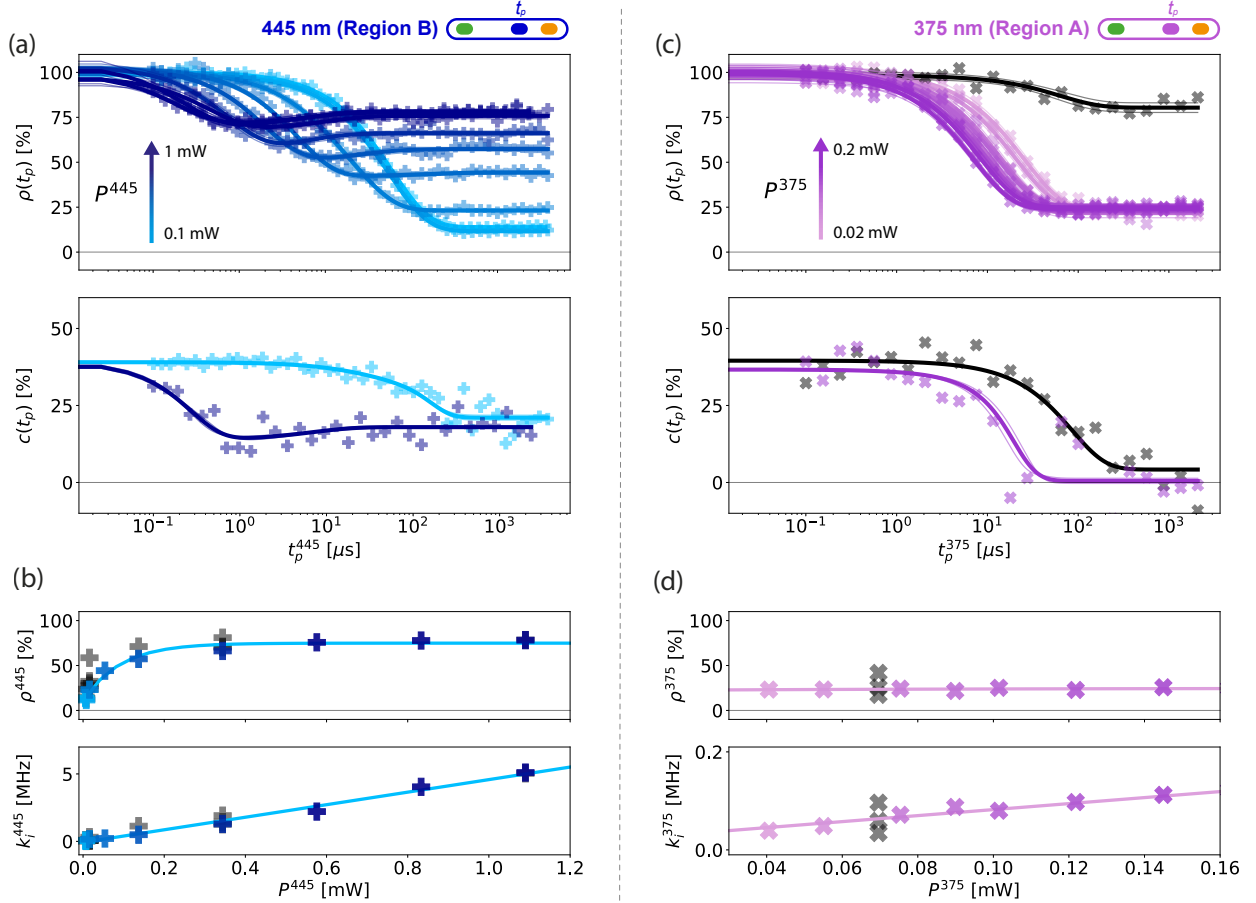 (a)
445 nm (Region B)
t_p
ρ(t_p) [%]
100
75
50
25
0
P^445
1 mW
0.1 mW
c(t_p) [%]
50
25
0
10^-1
10^0
10^1
10^2
10^3
t_p^445 [μs]
(b)
ρ^445 [%]
100
50
0
k_i^445 [MHz]
5
0
0.0
0.2
0.4
0.6
0.8
1.0
1.2
P^445 [mW]
(c)
375 nm (Region A)
t_p
ρ(t_p) [%]
100
75
50
25
0
P^375
0.2 mW
0.02 mW
c(t_p) [%]
50
25
0
10^-1
10^0
10^1
10^2
10^3
t_p^375 [μs]
(d)
ρ^375 [%]
100
50
0
k_i^375 [MHz]
0.2
0.0
0.04
0.06
0.08
0.10
0.12
0.14
0.16
P^375 [mW]